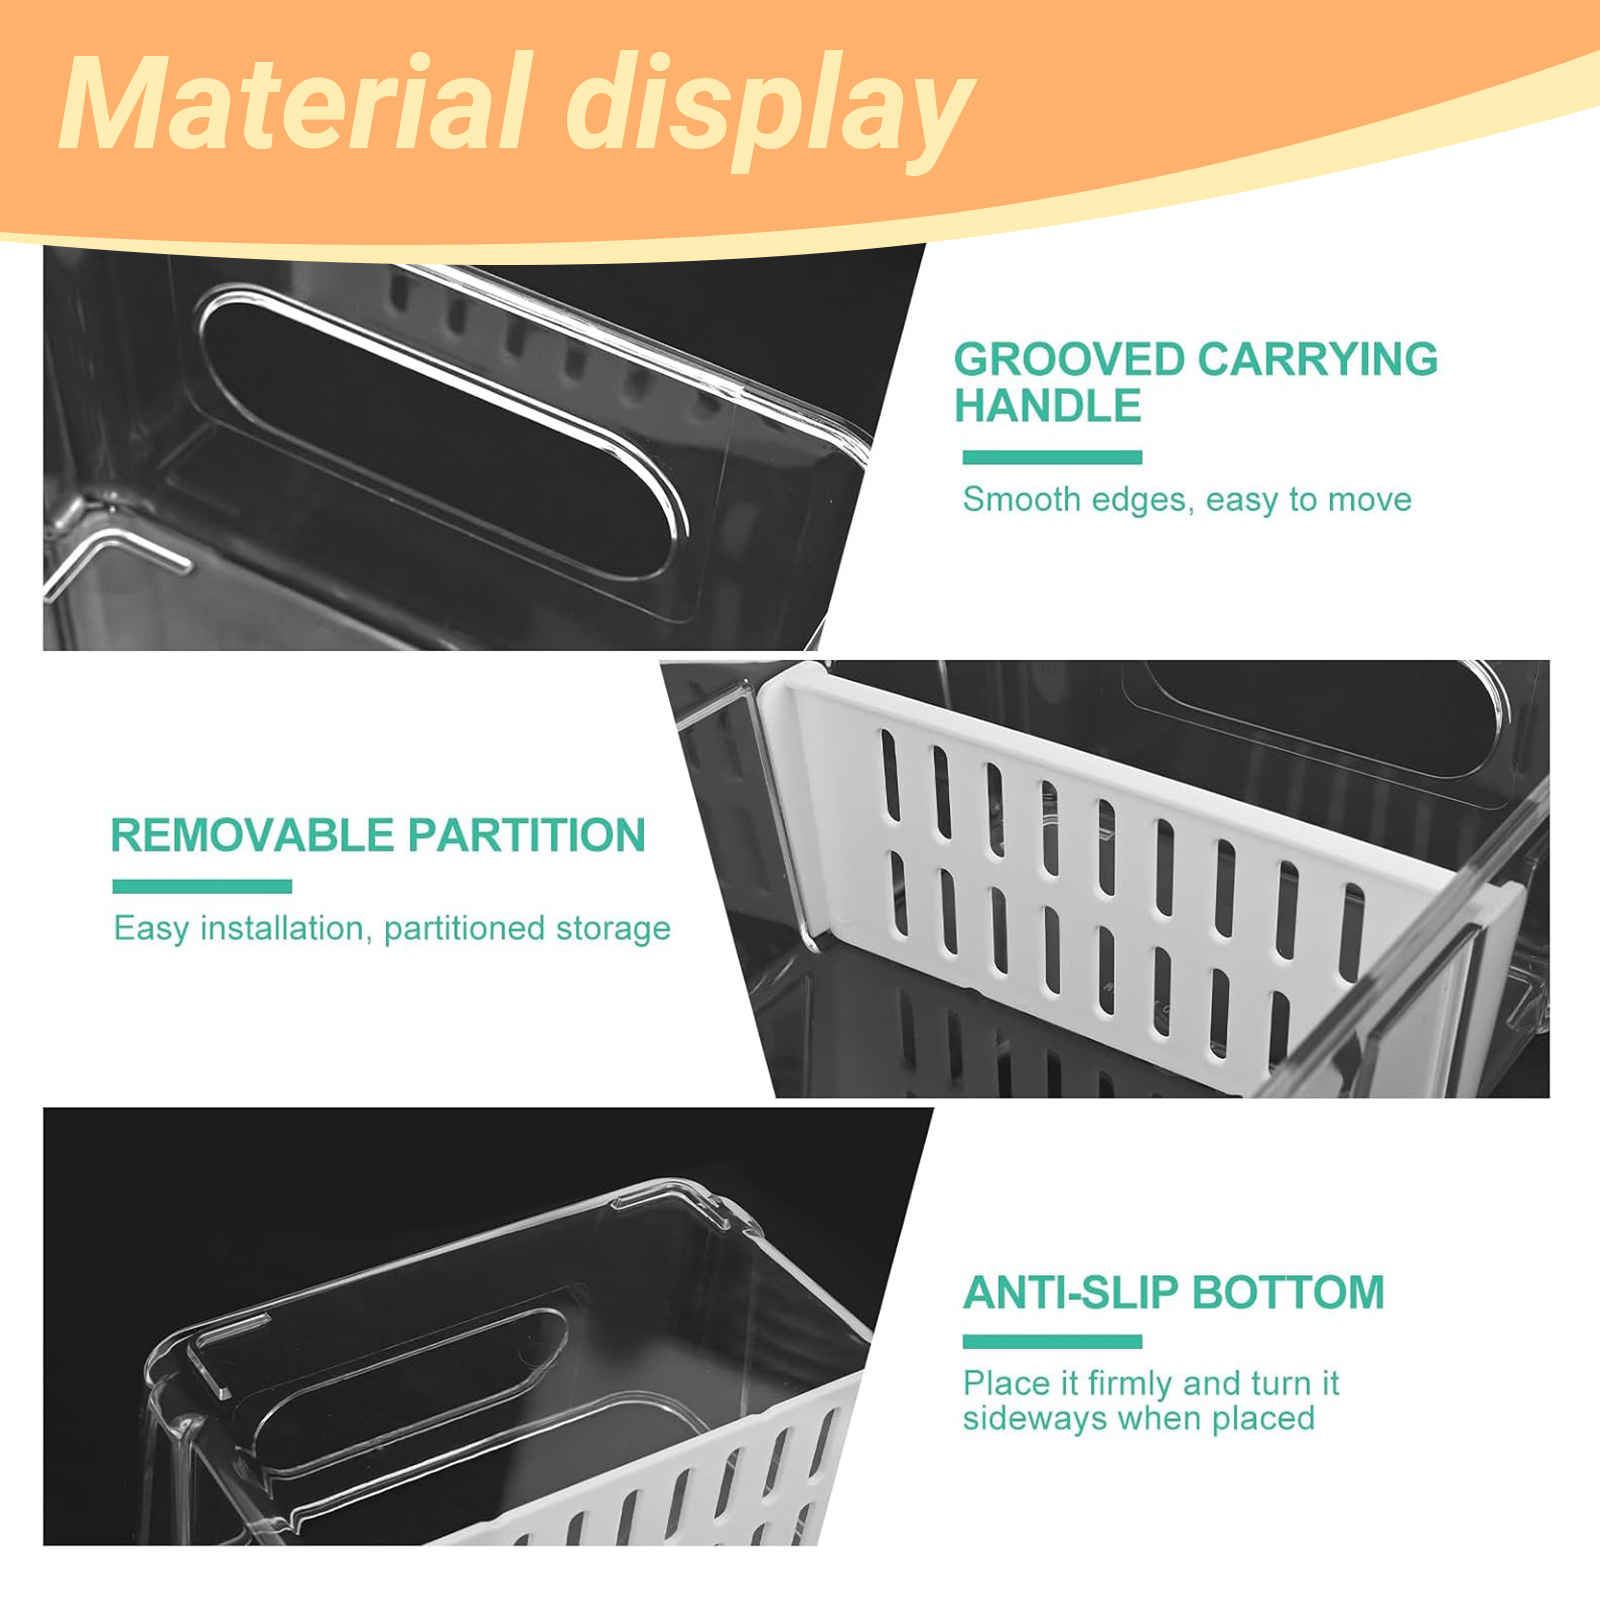 Material display
GROOVED CARRYING
HANDLE
Smooth edges, easy to move
REMOVABLE PARTITION
Easy installation, partitioned storage
ANTI-SLIP BOTTOM
Place it firmly and turn it
sideways when placed